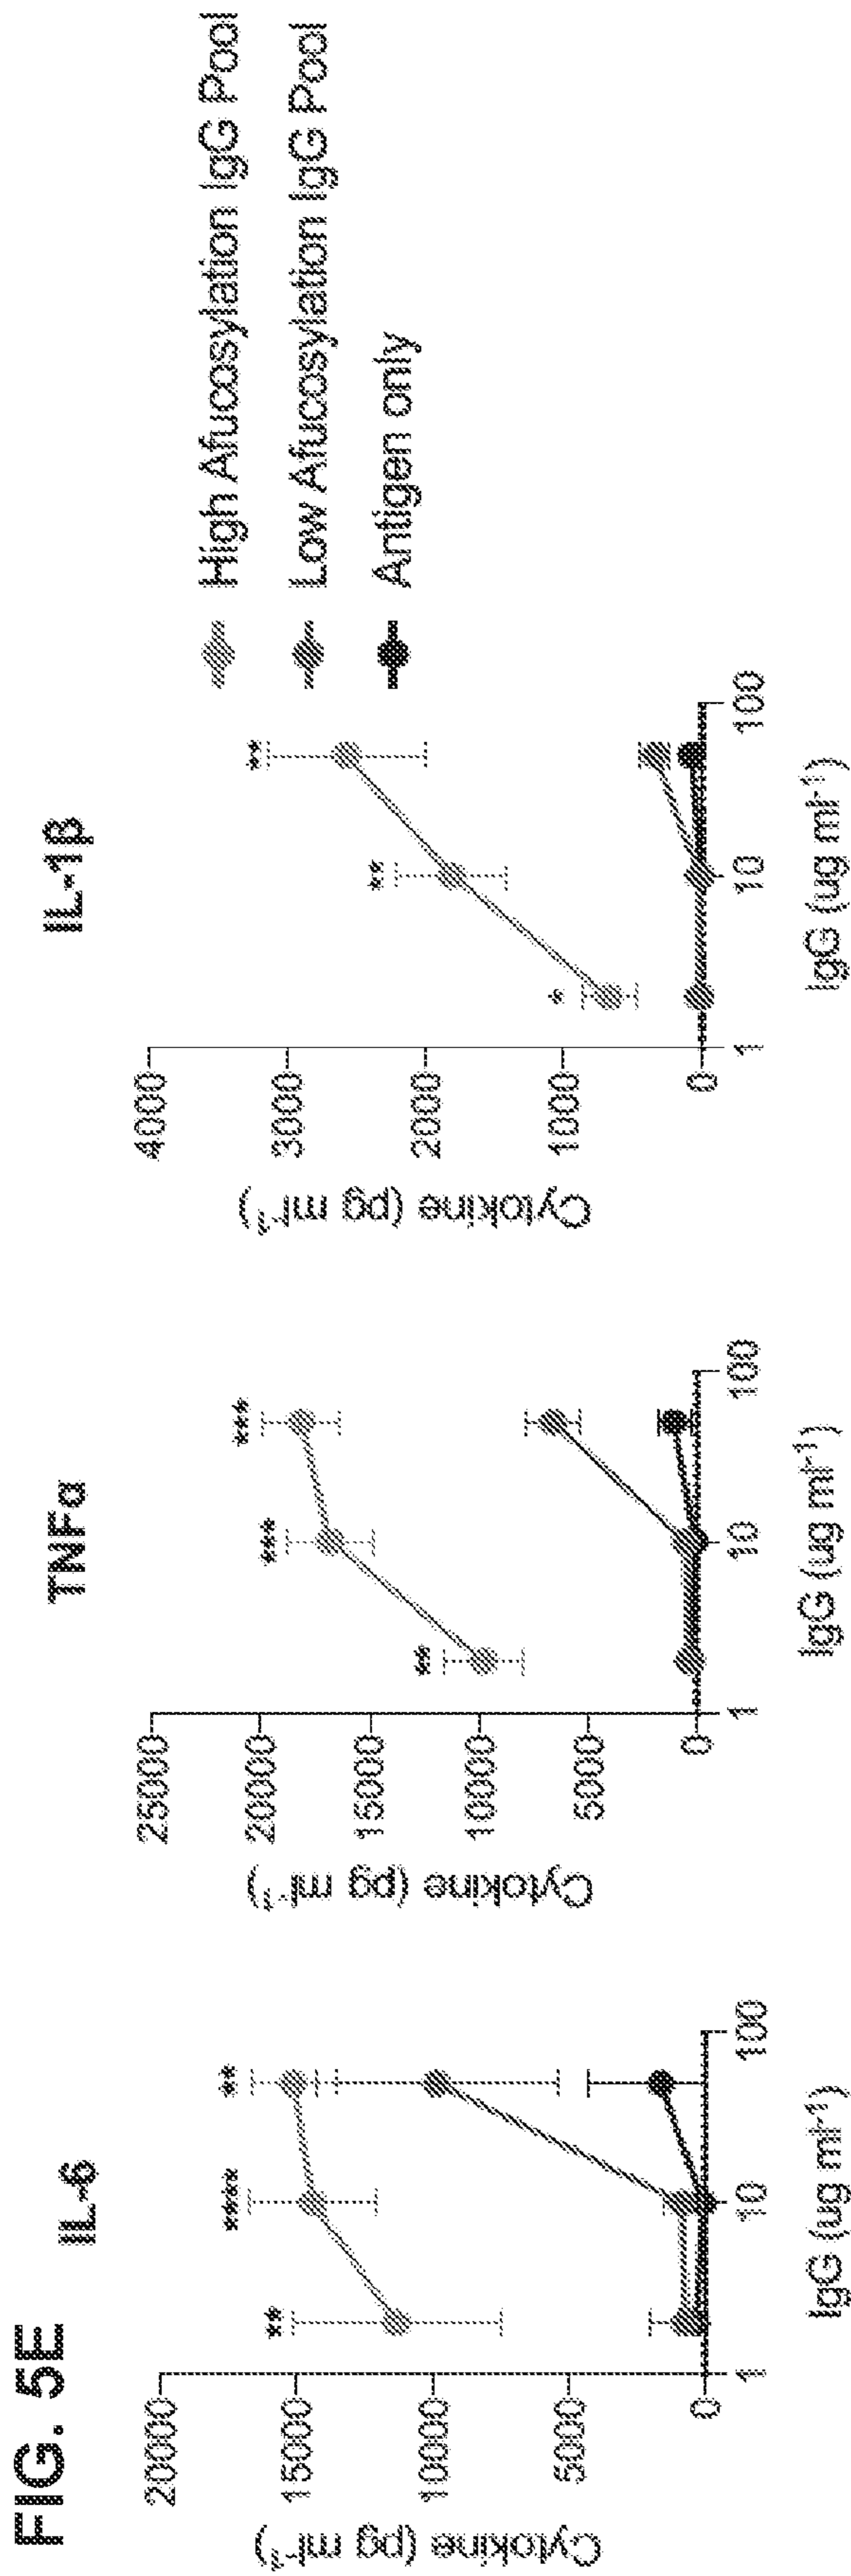 FIG. 5E
IL-6
Cytokine (pg ml⁻¹)
20000
15000
10000
5000
0
**
****
**
1
10
100
IgG (ug ml⁻¹)
TNFα
Cytokine (pg ml⁻¹)
25000
20000
15000
10000
5000
0
**
***
***
1
10
100
IgG (ug ml⁻¹)
IL-1β
Cytokine (pg ml⁻¹)
4000
3000
2000
1000
0
*
**
**
1
10
100
IgG (ug ml⁻¹)
High Afucosylation IgG Pool
Low Afucosylation IgG Pool
Antigen only